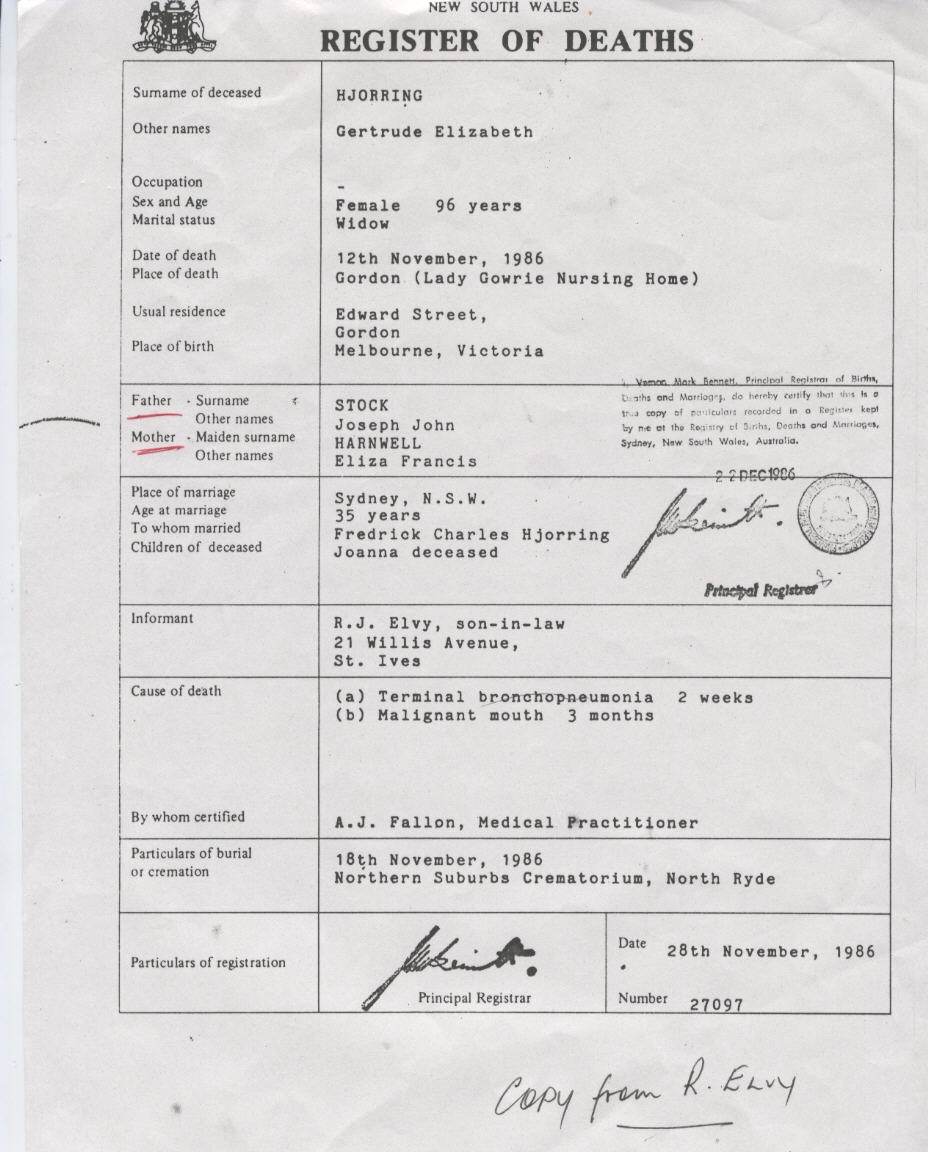 NEW SOUTH WALES
REGISTER OF DEATHS
Surname of deceased HJORRING
Other names Gertrude Elizabeth
Occupation -
Sex and Age Female 96 years
Marital status Widow
Date of death 12th November, 1986
Place of death Gordon (Lady Gowrie Nursing Home)
Usual residence Edward Street,
Gordon
Place of birth Melbourne, Victoria
I, Vernon Mark Bennett, Principal Registrar of Births,
Deaths and Marriages, do hereby certify that this is a
true copy of particulars recorded in a Register kept
by me at the Registry of Births, Deaths and Marriages,
Sydney, New South Wales, Australia.
Father - Surname STOCK
Other names Joseph John
Mother - Maiden surname HARNWELL
Other names Eliza Francis
22 DEC 1986
Place of marriage Sydney, N.S.W.
Age at marriage 35 years
To whom married Fredrick Charles Hjorring
Children of deceased Joanna deceased
Principal Registrar
Informant R.J. Elvy, son-in-law
21 Willis Avenue,
St. Ives
Cause of death (a) Terminal bronchopneumonia 2 weeks
(b) Malignant mouth 3 months
By whom certified A.J. Fallon, Medical Practitioner
Particulars of burial 18th November, 1986
or cremation Northern Suburbs Crematorium, North Ryde
Particulars of registration
Principal Registrar
Date 28th November, 1986
Number 27097
Copy from R. ELVY